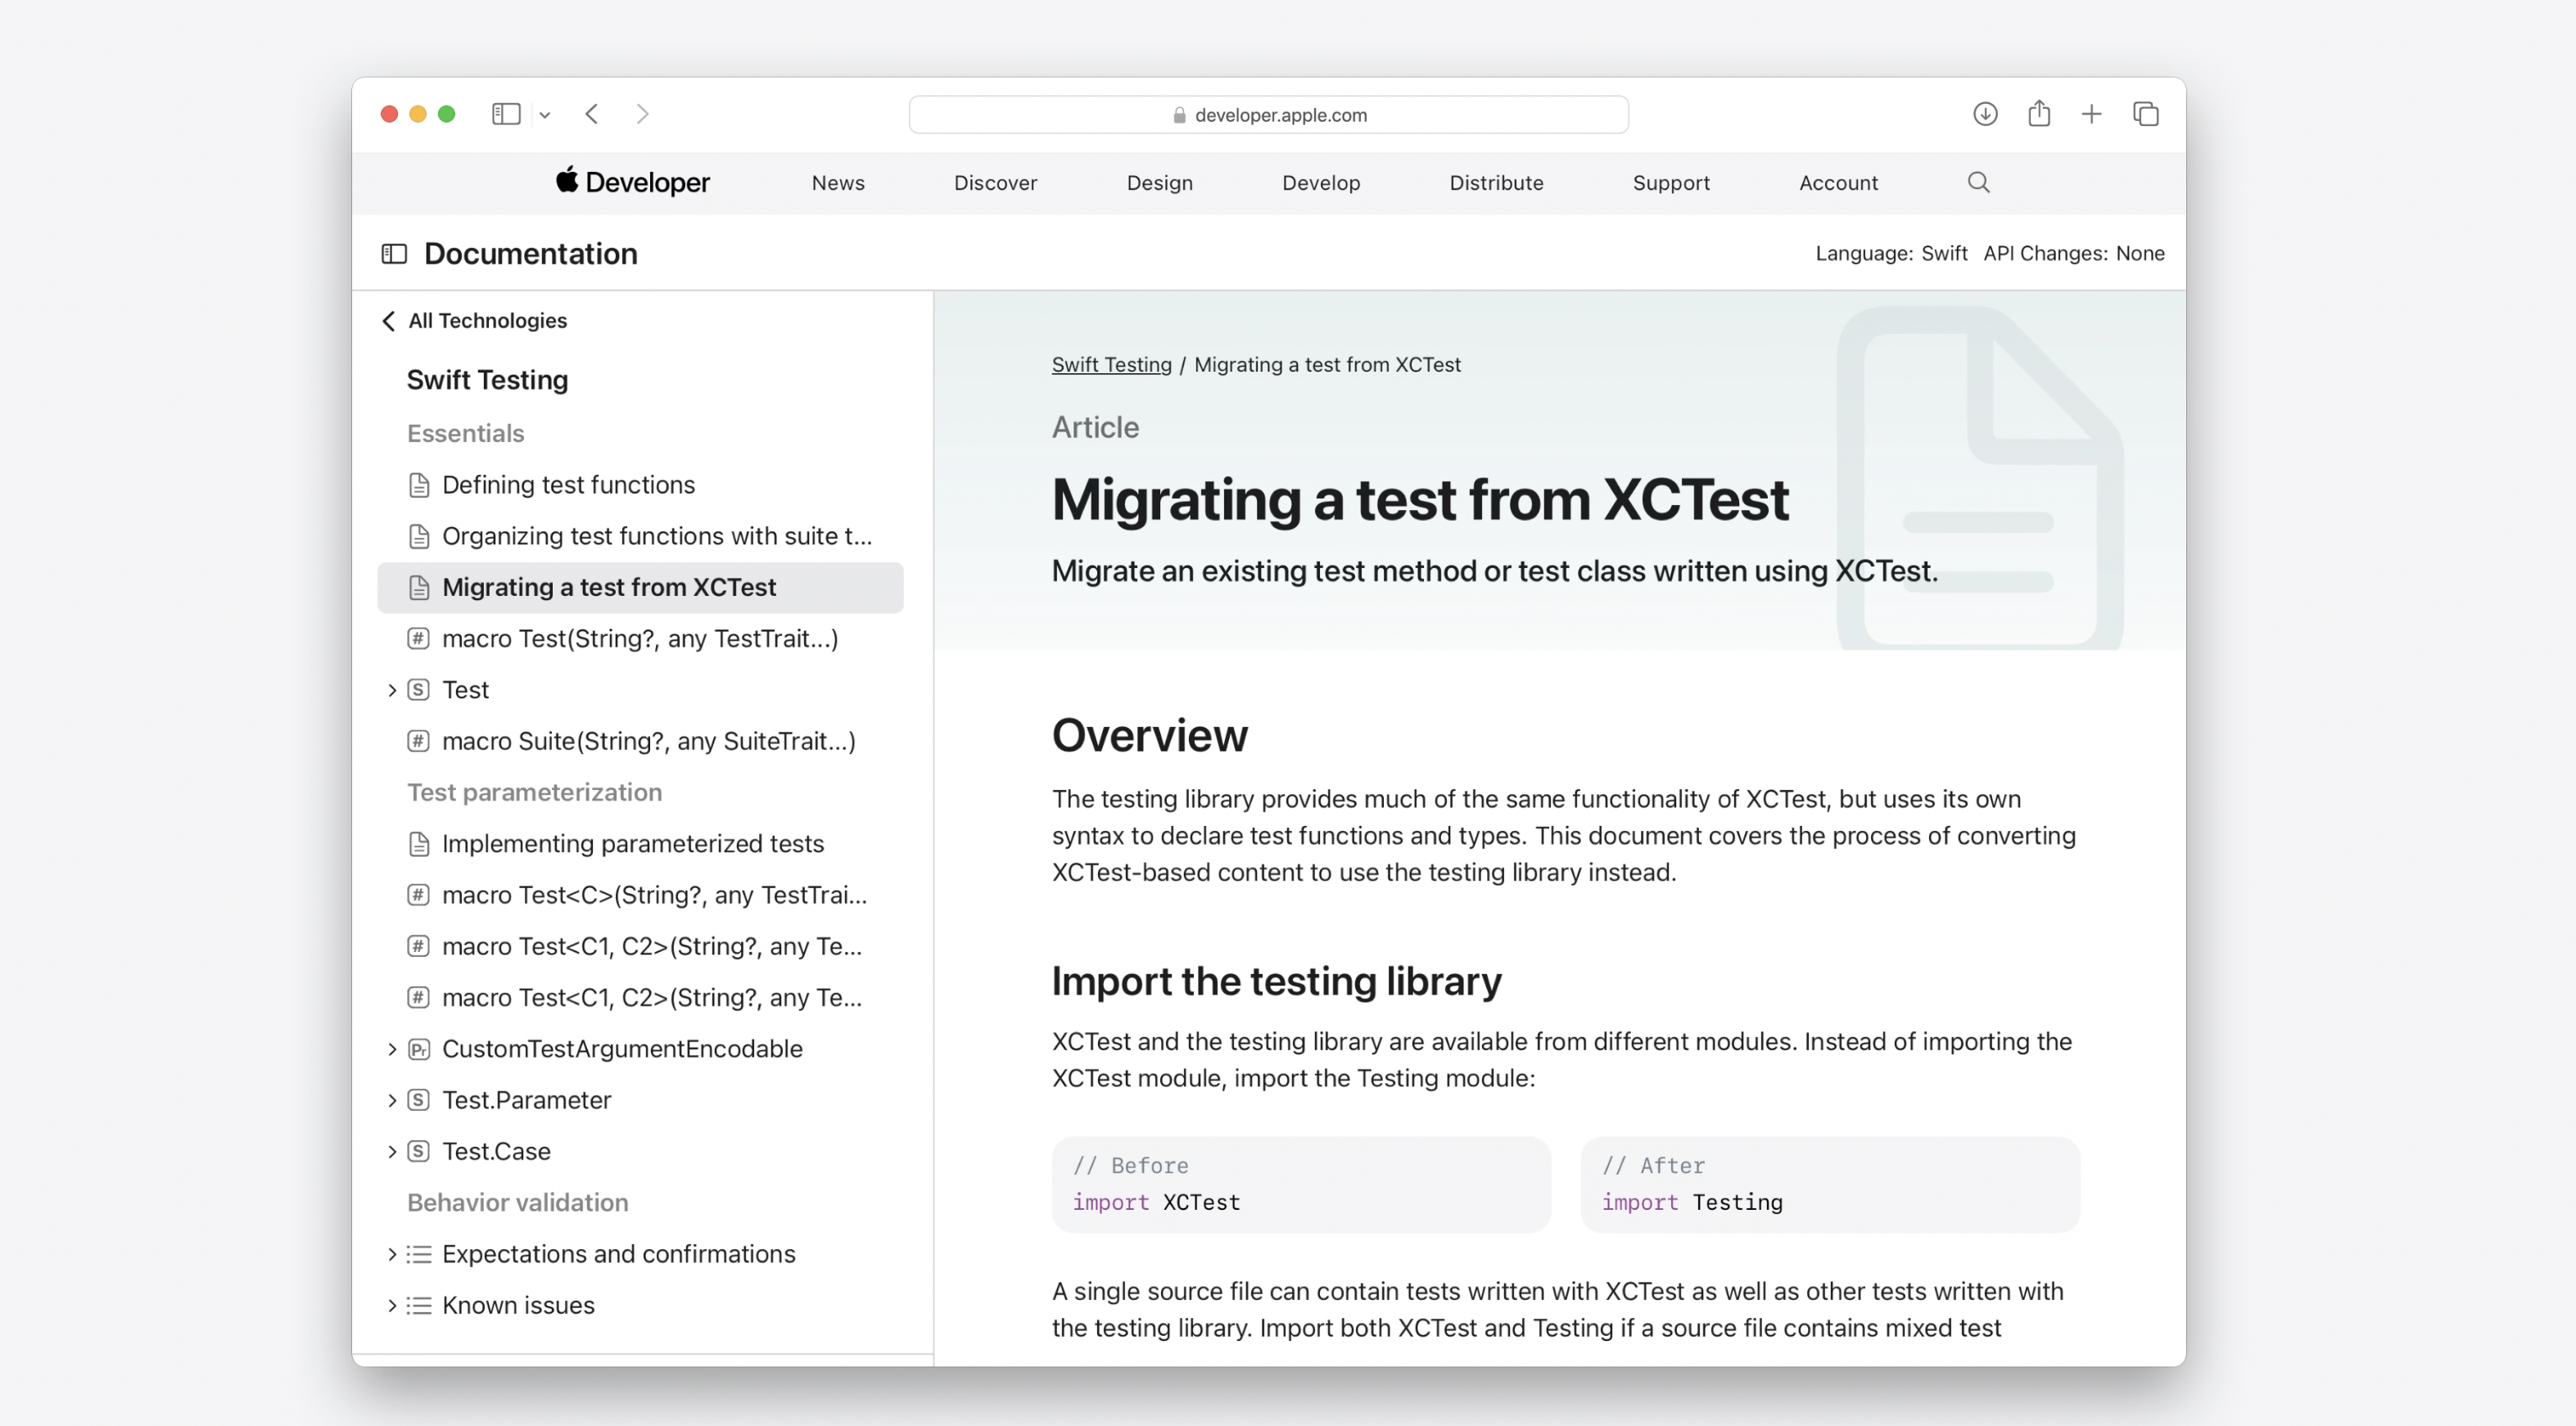 developer.apple.com
Developer
News
Discover
Design
Develop
Distribute
Support
Account
Documentation
Language: Swift
API Changes: None
All Technologies
Swift Testing
Essentials
Defining test functions
Organizing test functions with suite t...
Migrating a test from XCTest
# macro Test(String?, any TestTrait...)
S Test
# macro Suite(String?, any SuiteTrait...)
Test parameterization
Implementing parameterized tests
# macro Test<C>(String?, any TestTrai...
# macro Test<C1, C2>(String?, any Te...
# macro Test<C1, C2>(String?, any Te...
Pr CustomTestArgumentEncodable
S Test.Parameter
S Test.Case
Behavior validation
Expectations and confirmations
Known issues
Swift Testing / Migrating a test from XCTest
Article
Migrating a test from XCTest
Migrate an existing test method or test class written using XCTest.
Overview
The testing library provides much of the same functionality of XCTest, but uses its own
syntax to declare test functions and types. This document covers the process of converting
XCTest-based content to use the testing library instead.
Import the testing library
XCTest and the testing library are available from different modules. Instead of importing the
XCTest module, import the Testing module:
// Before
import XCTest
// After
import Testing
A single source file can contain tests written with XCTest as well as other tests written with
the testing library. Import both XCTest and Testing if a source file contains mixed test